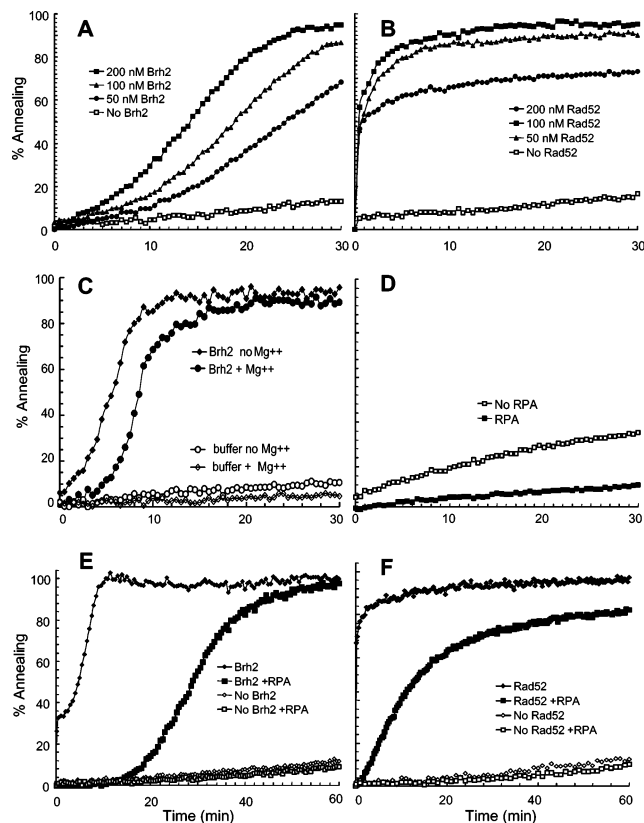 A
B
100
80
60
40
20
0
% Annealing
200 nM Brh2
100 nM Brh2
50 nM Brh2
No Brh2
200 nM Rad52
100 nM Rad52
50 nM Rad52
No Rad52
0 10 20 30
10 20 30
C
D
100
80
60
40
20
% Annealing
Brh2 no Mg++
Brh2 + Mg++
buffer no Mg++
buffer + Mg++
No RPA
RPA
0 10 20 30
0 10 20 30
E
F
100
80
60
40
20
0
% Annealing
Brh2
Brh2 +RPA
No Brh2
No Brh2 +RPA
Rad52
Rad52 +RPA
No Rad52
No Rad52 +RPA
0 20 40 60
20 40 60
Time (min)
Time (min)